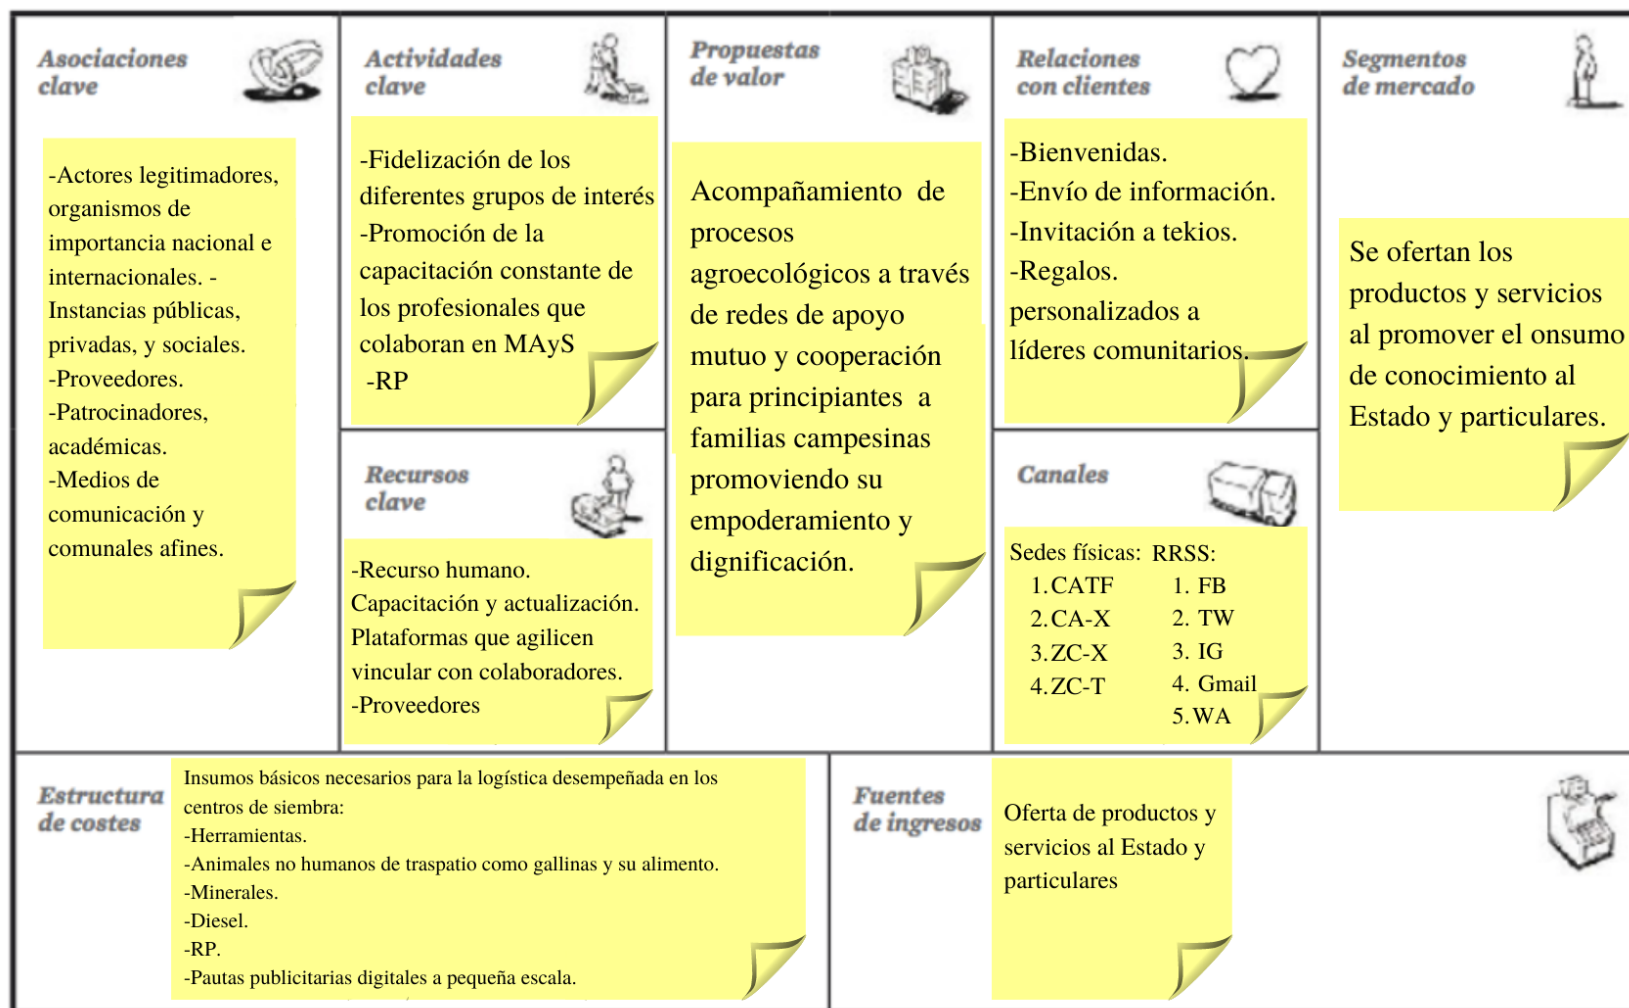 Asociaciones
clave
-Actores legitimadores,
organismos de
importancia nacional e
internacionales. -
Instancias públicas,
privadas, y sociales.
-Proveedores.
-Patrocinadores,
académicas.
-Medios de
comunicación y
comunales afines.
Actividades
clave
-Fidelización de los
diferentes grupos de interés
-Promoción de la
capacitación constante de
los profesionales que
colaboran en MAyS
-RP
Recursos
clave
-Recurso humano.
Capacitación y actualización.
Plataformas que agilicen
vincular con colaboradores.
-Proveedores
Propuestas
de valor
Acompañamiento de
procesos
agroecológicos a través
de redes de apoyo
mutuo y cooperación
para principiantes a
familias campesinas
promoviendo su
empoderamiento y
dignificación.
Relaciones
con clientes
-Bienvenidas.
-Envío de información.
-Invitación a tekios.
-Regalos.
personalizados a
líderes comunitarios.
Canales
Sedes físicas:
1.CATF
2.CA-X
3.ZC-X
4.ZC-T
RRSS:
1. FB
2. TW
3. IG
4. Gmail
5.WA
Segmentos
de mercado
Se ofertan los
productos y servicios
al promover el onsumo
de conocimiento al
Estado y particulares.
Estructura
de costes
Insumos básicos necesarios para la logística desempeñada en los
centros de siembra:
-Herramientas.
-Animales no humanos de traspatio como gallinas y su alimento.
-Minerales.
-Diesel.
-RP.
-Pautas publicitarias digitales a pequeña escala.
Fuentes
de ingresos
Oferta de productos y
servicios al Estado y
particulares